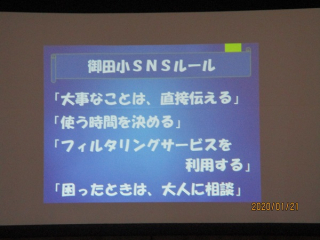 御田小ＳＮＳルール
「大事なことは、直接伝える」
「使う時間を決める」
「フィルタリングサービスを
利用する」
「困ったときは、大人に相談」
2020/01/21